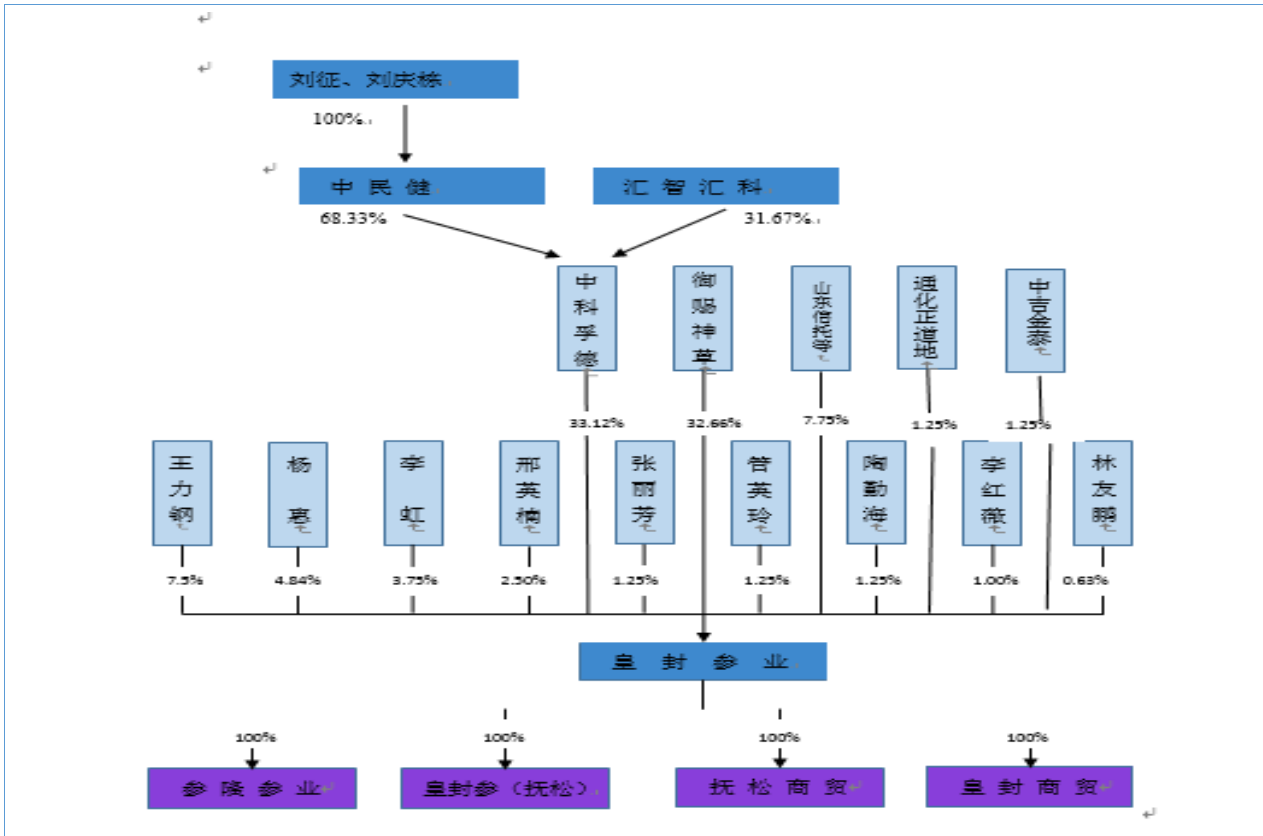 刘征、刘庆栋
100%
中民健
汇智汇科
68.33%
31.67%
中科孚德
御赐神草
山东信托等
通化正道地
中吉金泰
33.12%
32.66%
7.75%
1.25%
1.25%
王力钢
杨惠
李虹
邢英楠
张丽芳
管英玲
陶勤海
李红薇
林友鹏
7.5%
4.84%
3.75%
2.50%
1.25%
1.25%
1.25%
1.00%
0.63%
皇封参业
100%
100%
100%
100%
参隆参业
皇封参（抚松）
抚松商贸
皇封商贸